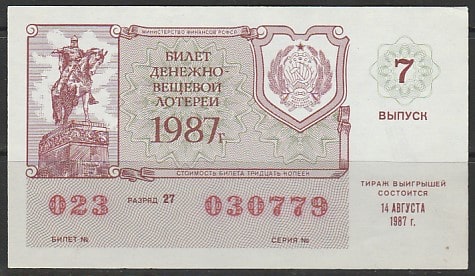 МИНИСТЕРСТВО ФИНАНСОВ РСФСР
БИЛЕТ
ДЕНЕЖНО-
ВЕЩЕВОЙ
ЛОТЕРЕИ
1987г.
СТОИМОСТЬ БИЛЕТА ТРИДЦАТЬ КОПЕЕК
023 РАЗРЯД 27 030779
БИЛЕТ № СЕРИЯ №
7
ВЫПУСК
ТИРАЖ ВЫИГРЫШЕЙ
СОСТОИТСЯ
14 АВГУСТА
1987 г.